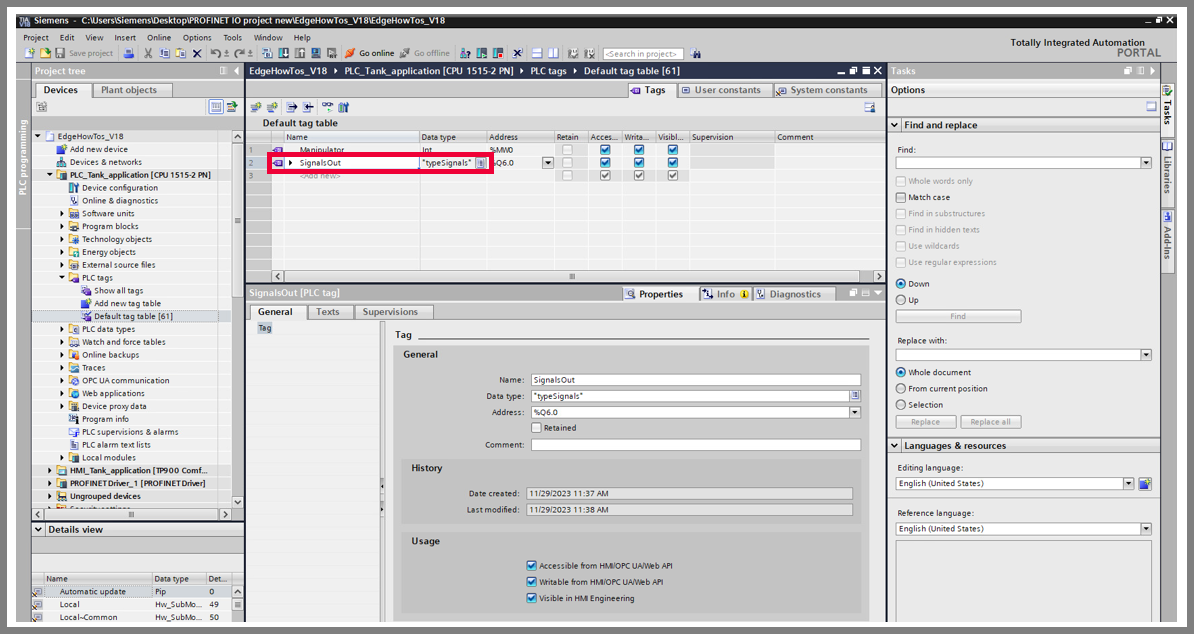 Siemens - C:\Users\Siemens\Desktop\PROFINET IO project new\EdgeHowTos_V18\EdgeHowTos_V18
Project Edit View Insert Online Options Tools Window Help
Totally Integrated Automation
PORTAL
Save project
Go online
Go offline
<Search in project>
Project tree
EdgeHowTos_V18 PLC_Tank_application [CPU 1515-2 PN] PLC tags Default tag table [61]
Tasks
Devices
Plant objects
Tags
User constants
System constants
Options
PLC programming
EdgeHowTos_V18
Add new device
Devices & networks
PLC_Tank_application [CPU 1515-2 PN]
Device configuration
Online & diagnostics
Software units
Program blocks
Technology objects
Energy objects
External source files
PLC tags
Show all tags
Add new tag table
Default tag table [61]
PLC data types
Watch and force tables
Online backups
Traces
OPC UA communication
Web applications
Device proxy data
Program info
PLC supervisions & alarms
PLC alarm text lists
Local modules
HMI_Tank_application [TP900 Comf...
PROFINETDriver_1 [PROFINETDriver]
Ungrouped devices
Details view
Name Data type Det...
Automatic update Pip 0
Local Hw_SubMo... 49
Local~Common Hw_SubMo... 50
Default tag table
Name Data type Address Retain Acces... Writa... Visibl... Supervision Comment
1 Manipulator Int %MW0
2 SignalsOut "typeSignals" %Q6.0
3 <Add new>
SignalsOut [PLC tag]
Properties
Info
Diagnostics
General
Texts
Supervisions
Tag
Tag
General
Name: SignalsOut
Data type: "typeSignals"
Address: %Q6.0
Retained
Comment:
History
Date created: 11/29/2023 11:37 AM
Last modified: 11/29/2023 11:38 AM
Usage
Accessible from HMI/OPC UA/Web API
Writable from HMI/OPC UA/Web API
Visible in HMI Engineering
Find and replace
Find:
Whole words only
Match case
Find in substructures
Find in hidden texts
Use wildcards
Use regular expressions
Down
Up
Find
Replace with:
Whole document
From current position
Selection
Replace
Replace all
Languages & resources
Editing language:
English (United States)
Reference language:
English (United States)
Tasks
Libraries
Add-Ins